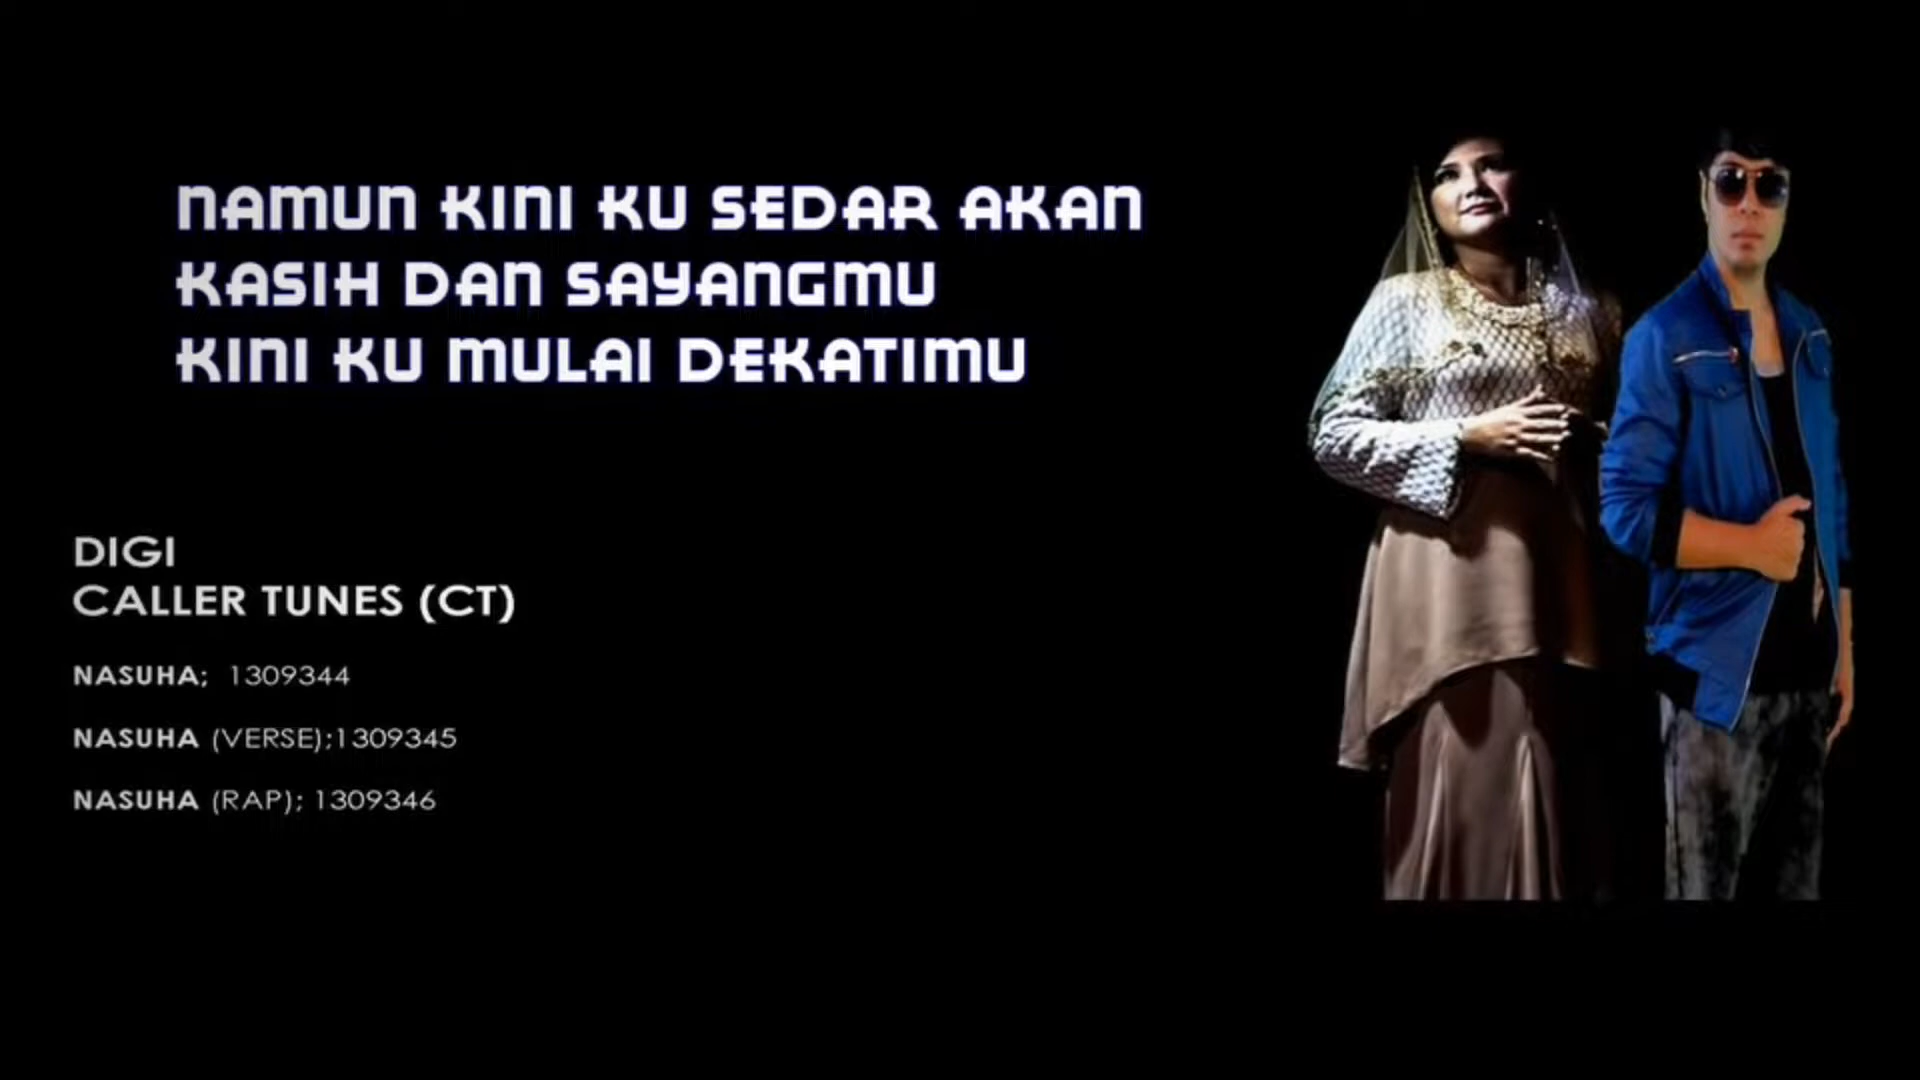 NAMUN KINI KU SEDAR AKAN
KASIH DAN SAYANGMU
KINI KU MULAI DEKATIMU
DIGI
CALLER TUNES (CT)
NASUHA; 1309344
NASUHA (VERSE);1309345
NASUHA (RAP); 1309346